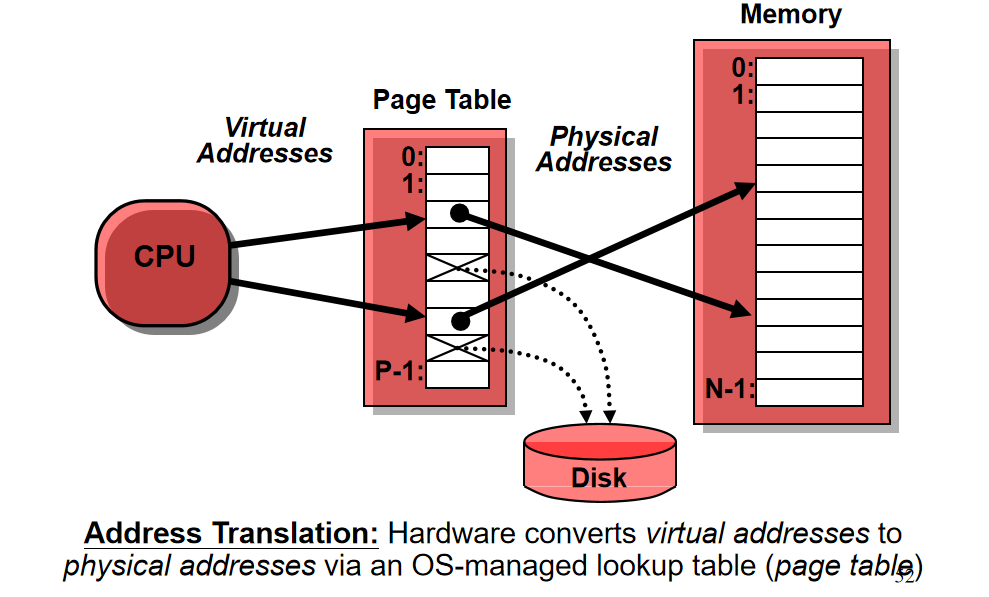 Memory
0:
1:
Page Table
Virtual
Addresses
Physical
Addresses
0:
1:
CPU
P-1:
N-1:
Disk
Address Translation: Hardware converts virtual addresses to
physical addresses via an OS-managed lookup table (page table)
52